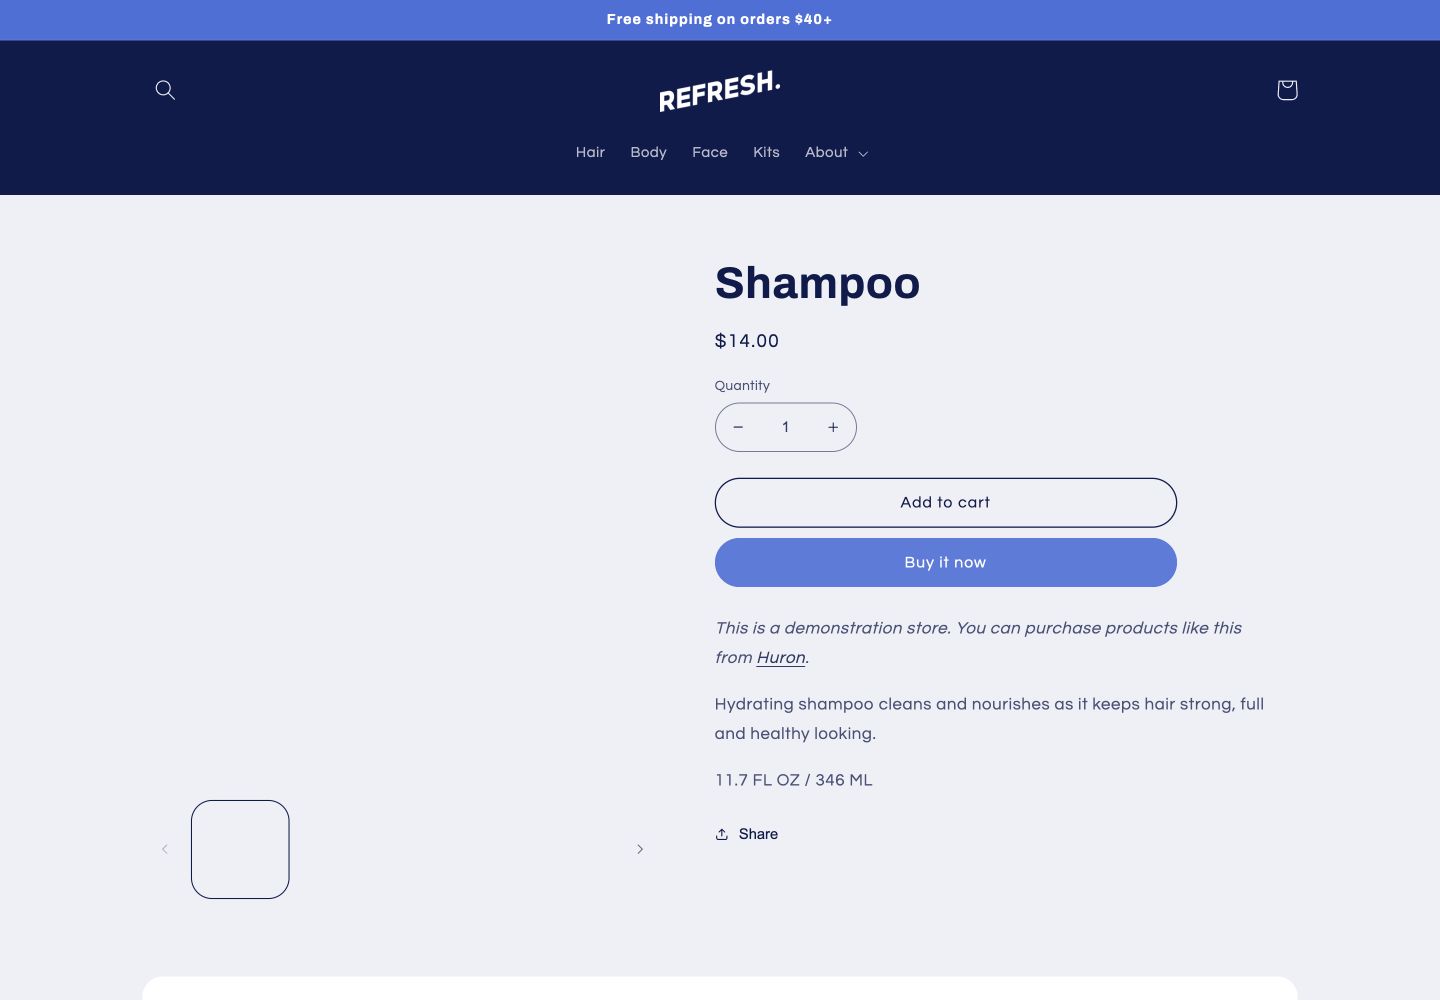 Free shipping on orders $40+
REFRESH.
Hair Body Face Kits About
Shampoo
$14.00
Quantity
− 1 +
Add to cart
Buy it now
This is a demonstration store. You can purchase products like this
from Huron.
Hydrating shampoo cleans and nourishes as it keeps hair strong, full
and healthy looking.
11.7 FL OZ / 346 ML
Share